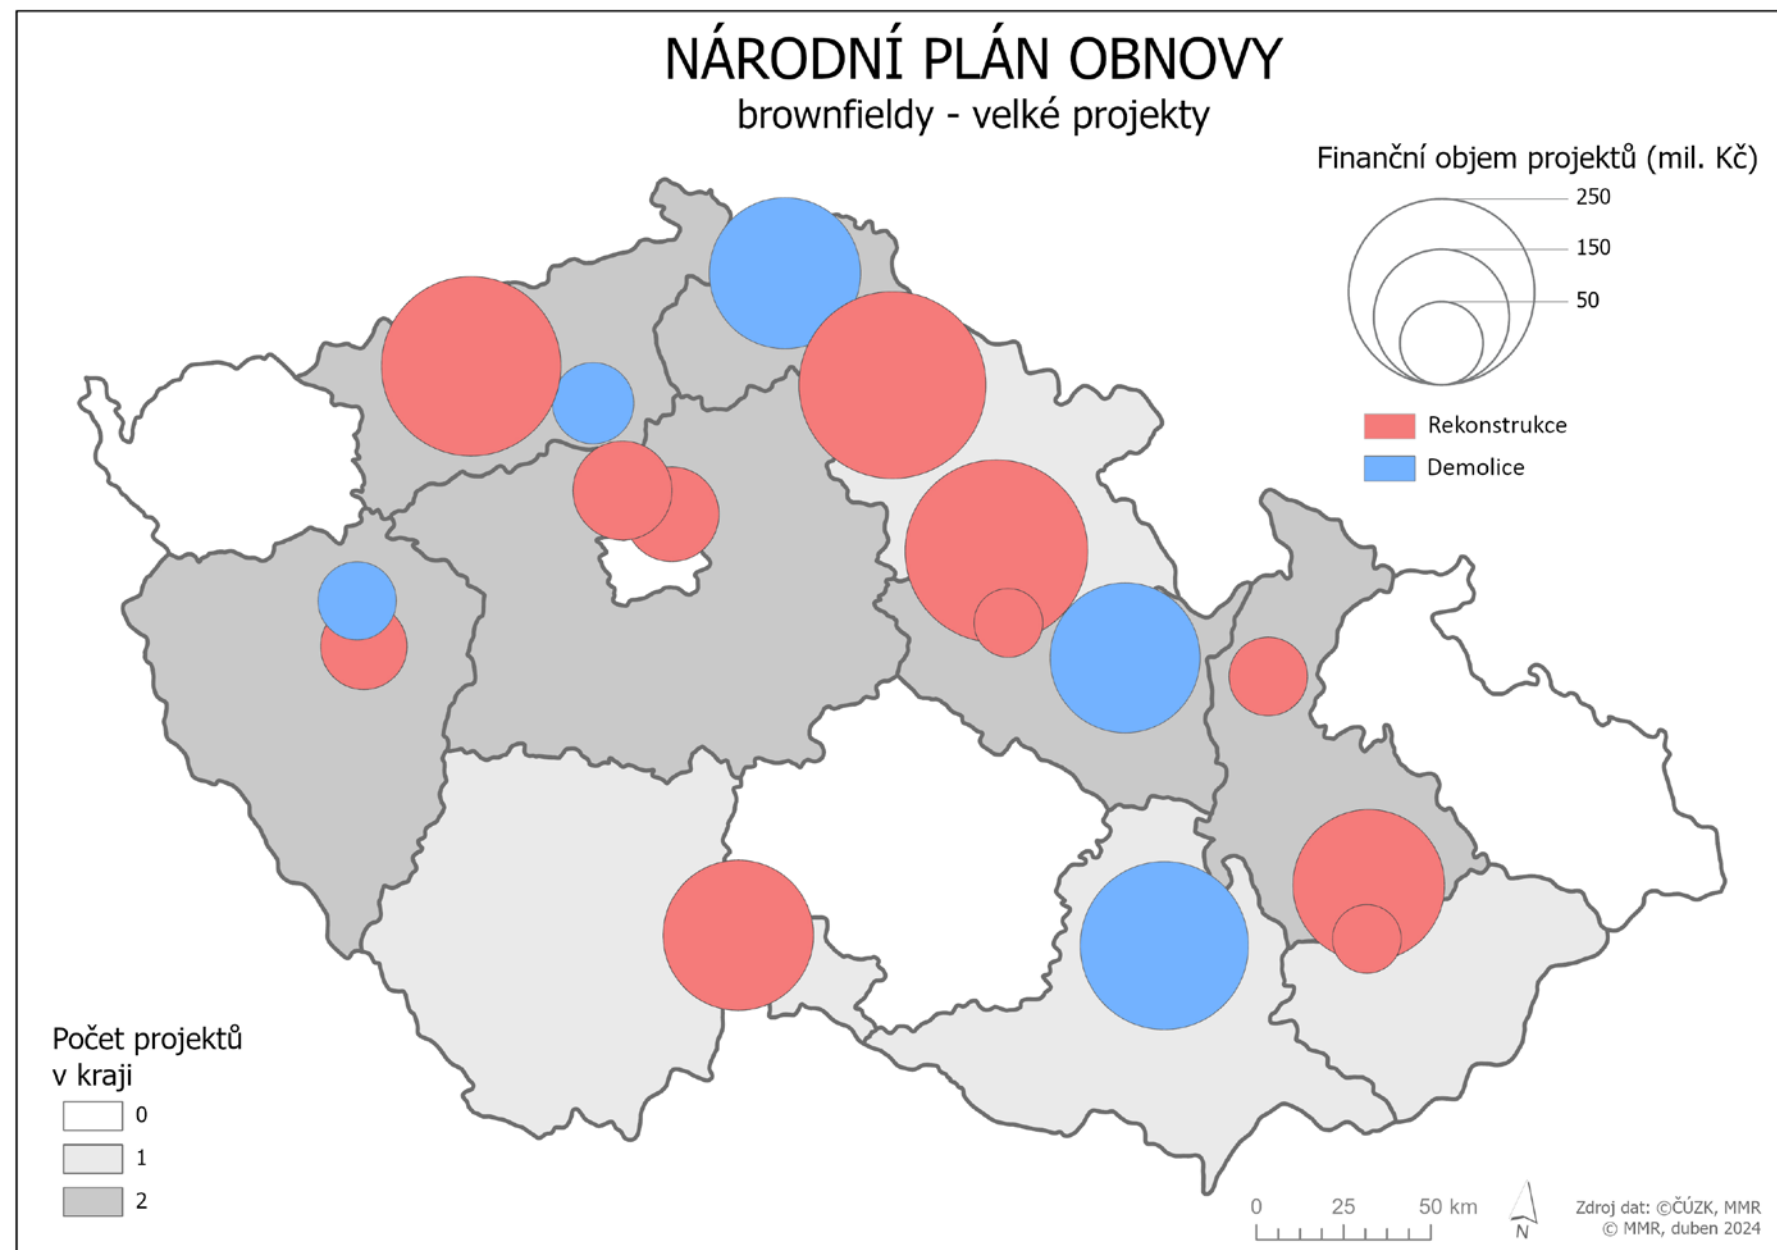 NÁRODNÍ PLÁN OBNOVY
brownfieldy - velké projekty
Finanční objem projektů (mil. Kč)
250
150
50
Rekonstrukce
Demolice
Počet projektů
v kraji
0
1
2
0 25 50 km
N
Zdroj dat: ©ČÚZK, MMR
© MMR, duben 2024